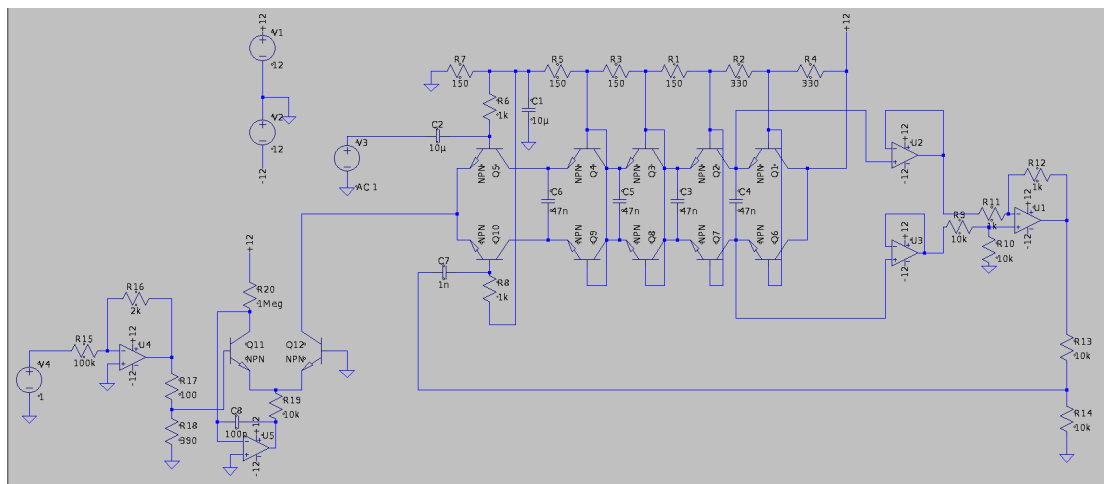 +12
V1
12
V2
12
-12
R7
150
R5
150
R3
150
R1
150
R2
330
R4
330
+12
R6
1k
C1
10µ
C2
10µ
V3
AC 1
NPN
Q5
NPN
Q4
NPN
Q3
NPN
Q2
NPN
Q1
C6
47n
C5
47n
C3
47n
C4
47n
NPN
Q10
NPN
Q9
NPN
Q8
NPN
Q7
NPN
Q6
+12
U2
-12
+12
U3
-12
R12
1k
R11
1k
+12
U1
-12
R9
10k
R10
10k
C7
1n
R8
1k
R13
10k
R14
10k
+12
R20
1Meg
R16
2k
R15
100k
+12
U4
-12
V4
1
Q11
NPN
Q12
NPN
R17
100
R18
390
R19
10k
C8
100p
+12
U5
-12